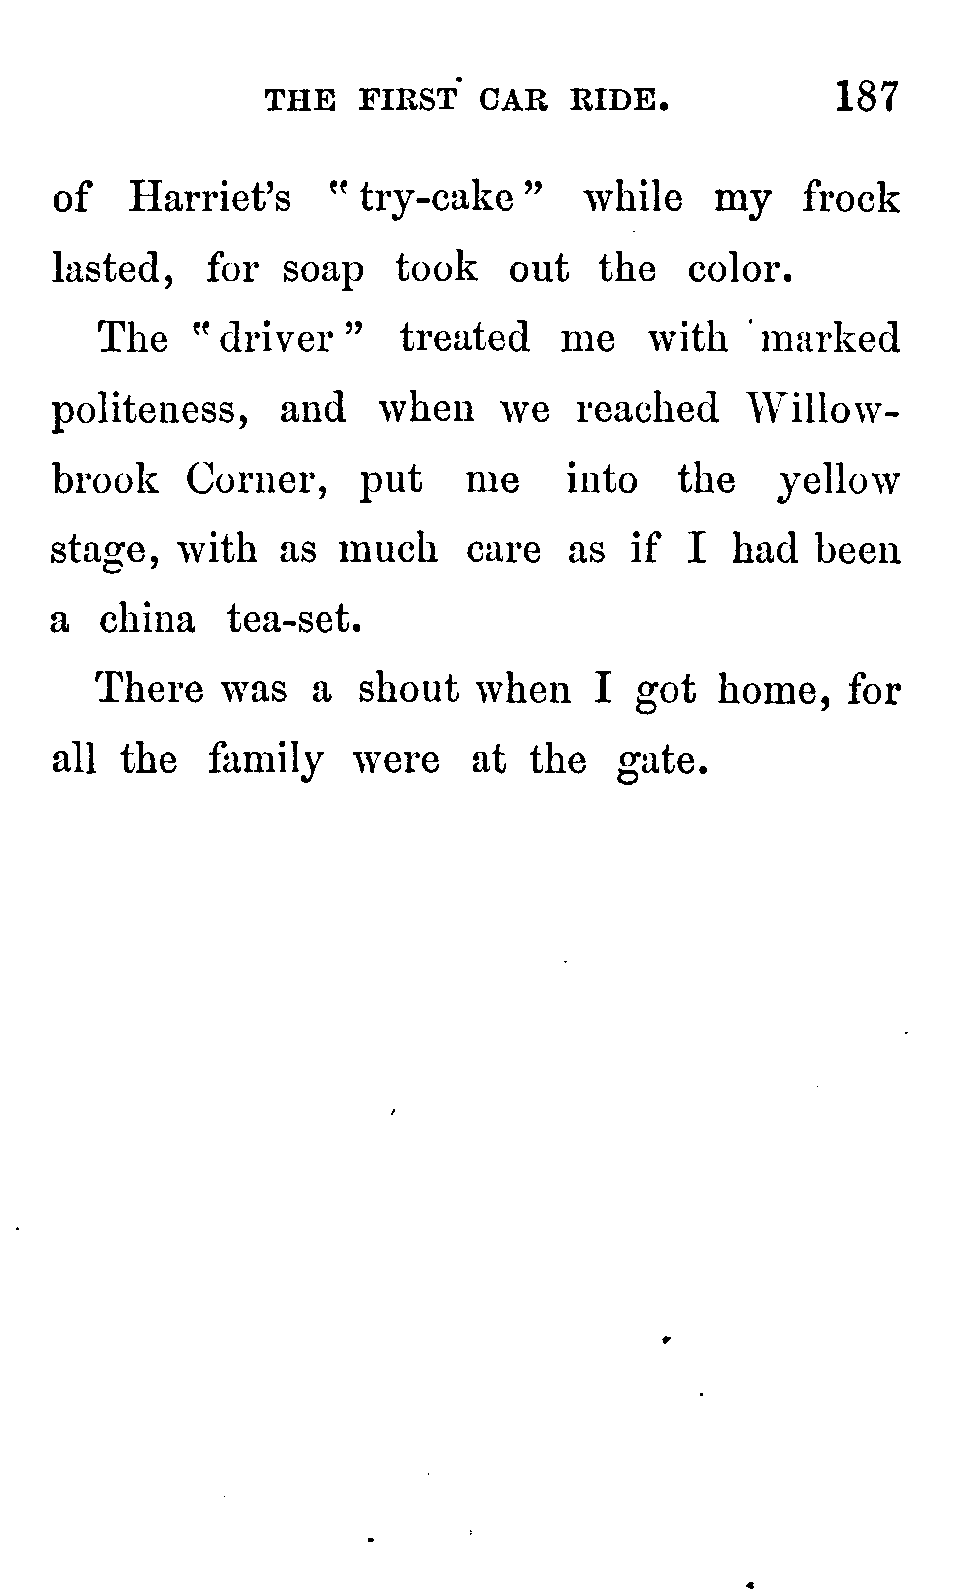 THE FIRST CAR RIDE. 187
of Harriet's "try-cake" while my frock
lasted, for soap took out the color.
The "driver" treated me with marked
politeness, and when we reached Willow-
brook Corner, put me into the yellow
stage, with as much care as if I had been
a china tea-set.
There was a shout when I got home, for
all the family were at the gate.